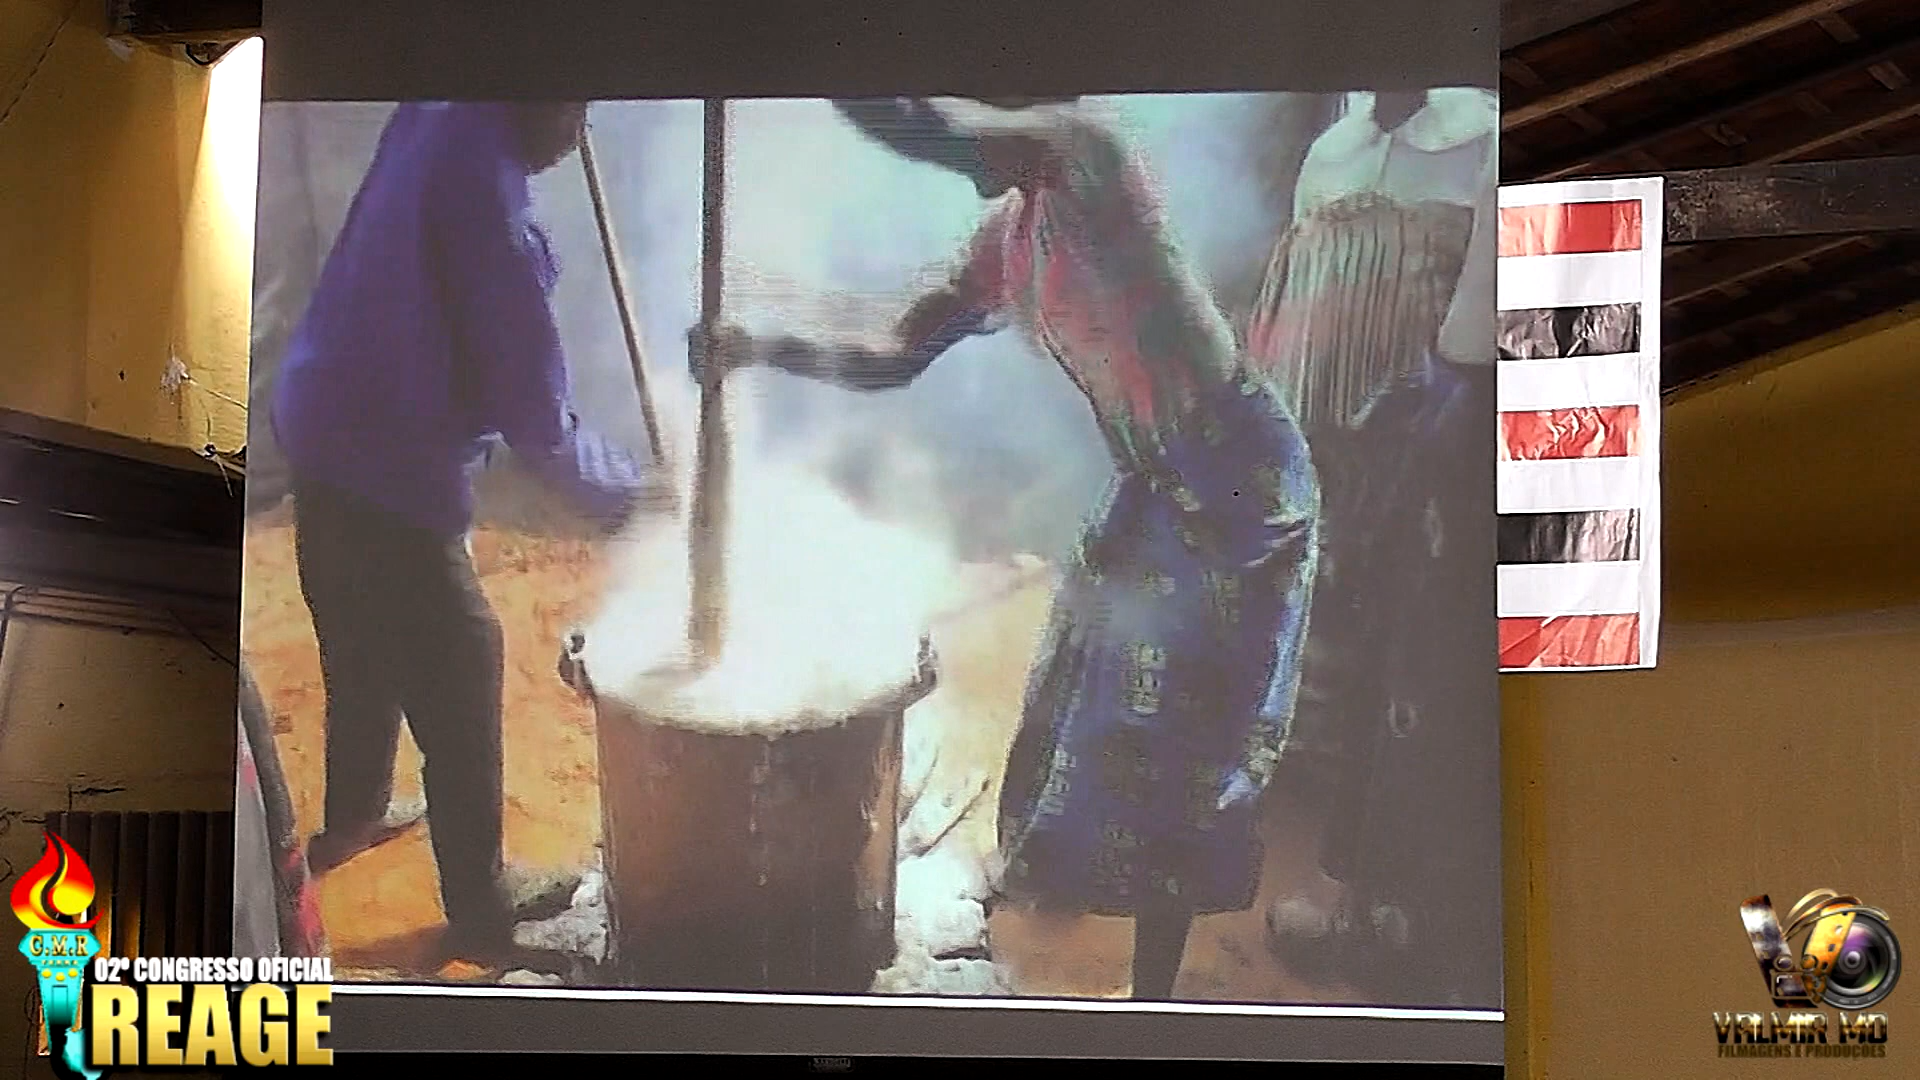 C.M.R
02º CONGRESSO OFICIAL
REAGE
VALMIR MD
FILMAGENS E PRODUÇÕES